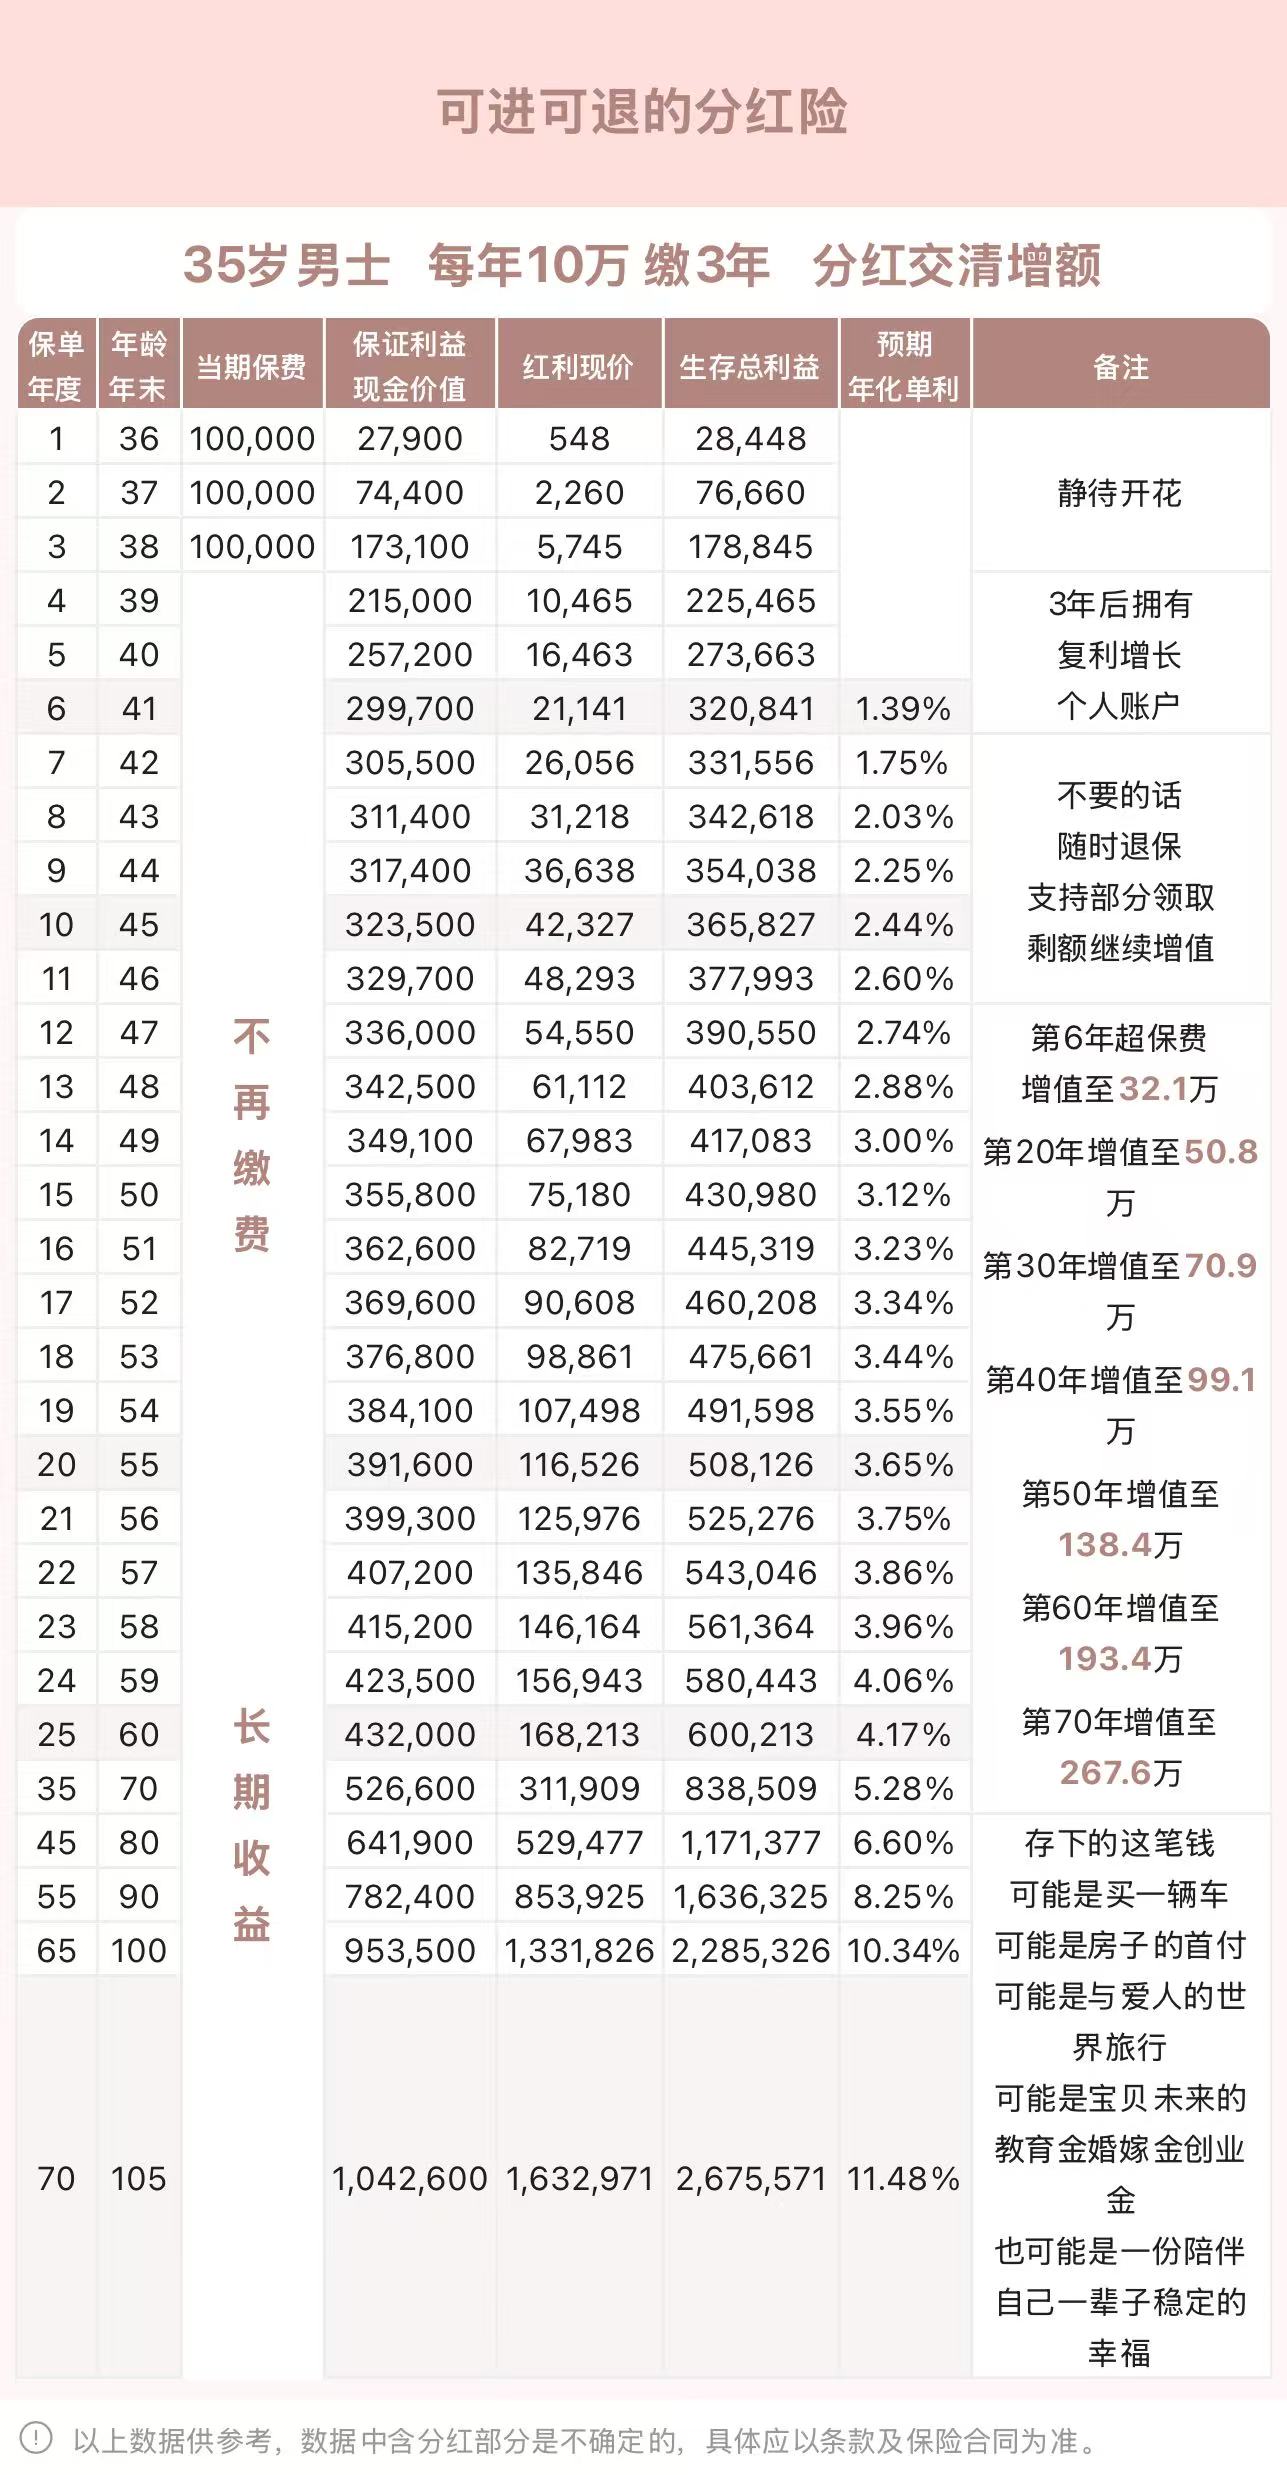 可进可退的分红险
35岁男士 每年10万 缴3年 分红交清增额
保单年度 年龄年末 当期保费 保证利益现金价值 红利现价 生存总利益 预期年化单利 备注
1 36 100,000 27,900 548 28,448
2 37 100,000 74,400 2,260 76,660
3 38 100,000 173,100 5,745 178,845
静待开花
4 39 215,000 10,465 225,465
5 40 257,200 16,463 273,663
6 41 299,700 21,141 320,841 1.39%
3年后拥有
复利增长
个人账户
7 42 305,500 26,056 331,556 1.75%
8 43 311,400 31,218 342,618 2.03%
9 44 317,400 36,638 354,038 2.25%
10 45 323,500 42,327 365,827 2.44%
11 46 329,700 48,293 377,993 2.60%
不要的话
随时退保
支持部分领取
剩额继续增值
12 47 336,000 54,550 390,550 2.74%
13 48 342,500 61,112 403,612 2.88%
14 49 349,100 67,983 417,083 3.00%
15 50 355,800 75,180 430,980 3.12%
16 51 362,600 82,719 445,319 3.23%
17 52 369,600 90,608 460,208 3.34%
18 53 376,800 98,861 475,661 3.44%
19 54 384,100 107,498 491,598 3.55%
20 55 391,600 116,526 508,126 3.65%
21 56 399,300 125,976 525,276 3.75%
22 57 407,200 135,846 543,046 3.86%
23 58 415,200 146,164 561,364 3.96%
24 59 423,500 156,943 580,443 4.06%
25 60 432,000 168,213 600,213 4.17%
35 70 526,600 311,909 838,509 5.28%
不再缴费
长期收益
第6年超保费
增值至32.1万
第20年增值至50.8
万
第30年增值至70.9
万
第40年增值至99.1
万
第50年增值至
138.4万
第60年增值至
193.4万
第70年增值至
267.6万
45 80 641,900 529,477 1,171,377 6.60%
55 90 782,400 853,925 1,636,325 8.25%
65 100 953,500 1,331,826 2,285,326 10.34%
70 105 1,042,600 1,632,971 2,675,571 11.48%
存下的这笔钱
可能是买一辆车
可能是房子的首付
可能是与爱人的世
界旅行
可能是宝贝未来的
教育金婚嫁金创业
金
也可能是一份陪伴
自己一辈子稳定的
幸福
以上数据供参考，数据中含分红部分是不确定的，具体应以条款及保险合同为准。